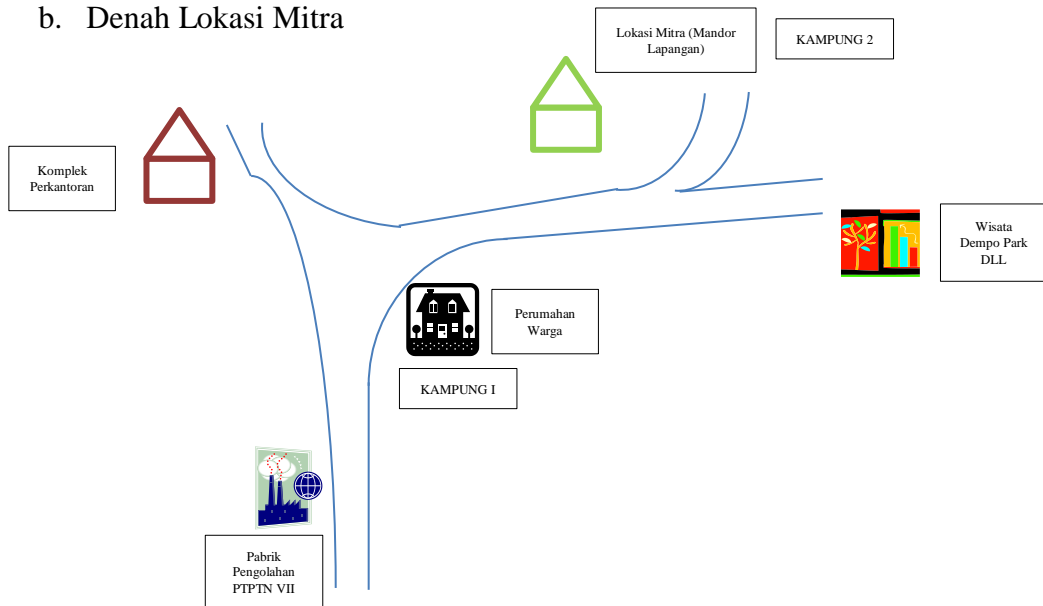 b. Denah Lokasi Mitra
Lokasi Mitra (Mandor
Lapangan)
KAMPUNG 2
Komplek
Perkantoran
Wisata
Dempo Park
DLL
Perumahan
Warga
KAMPUNG I
Pabrik
Pengolahan
PTPTN VII